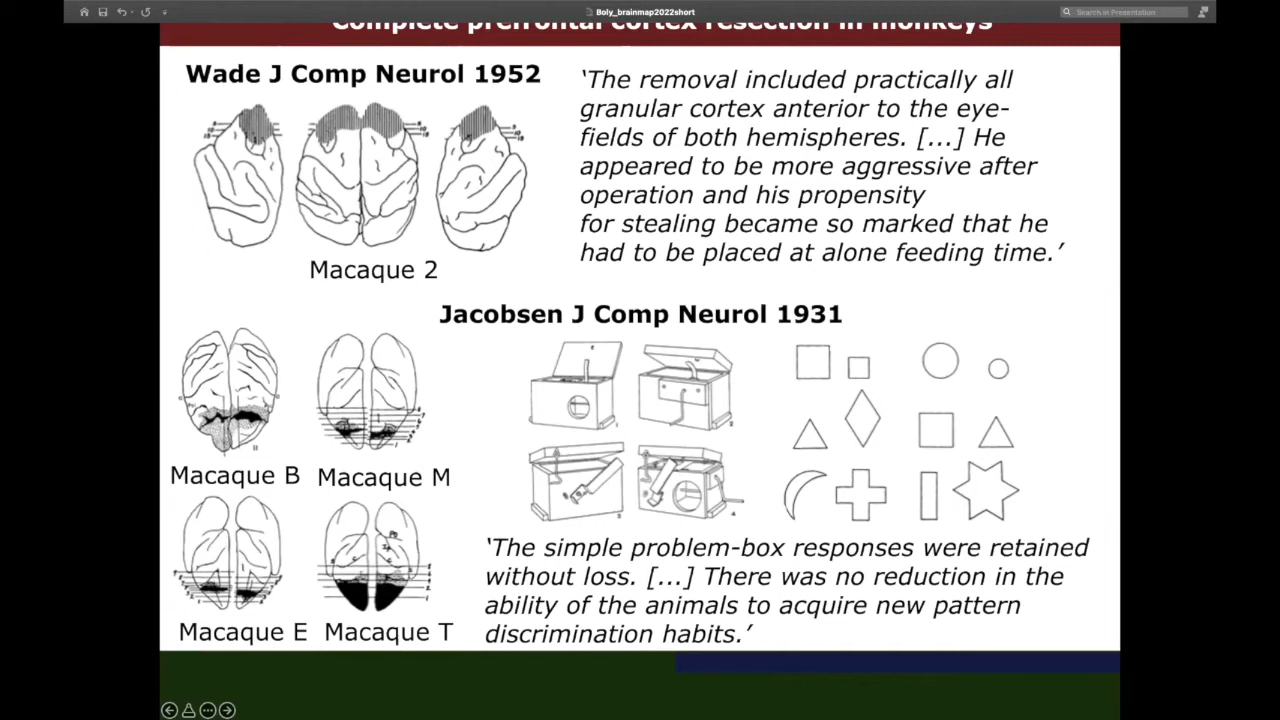 Boly_brainmap2022short
Search in Presentation
Complete prefrontal cortex resection in monkeys
Wade J Comp Neurol 1952
Macaque 2
‘The removal included practically all
granular cortex anterior to the eye-
fields of both hemispheres. [...] He
appeared to be more aggressive after
operation and his propensity
for stealing became so marked that he
had to be placed at alone feeding time.’
Jacobsen J Comp Neurol 1931
Macaque B
Macaque M
Macaque E
Macaque T
‘The simple problem-box responses were retained
without loss. [...] There was no reduction in the
ability of the animals to acquire new pattern
discrimination habits.’